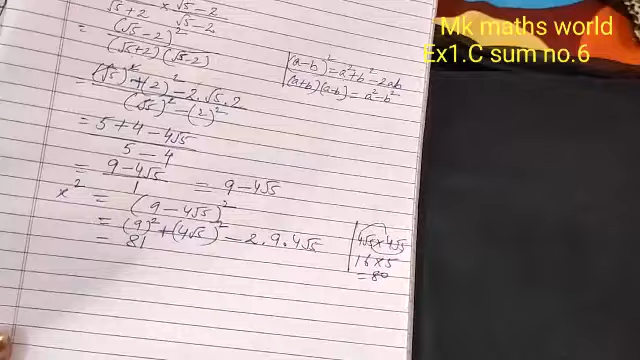 Mk maths world
Ex1.C sum no.6
√5+2 × √5-2
√5-2
= (√5-2)²
(√5+2)(√5-2)
(a-b)² = a²+b²-2ab
(a+b)(a-b) = a²-b²
= (√5)²+(2)²-2.√5.2
(√5)²-(2)²
= 5+4-4√5
5-4
= 9-4√5
1
= 9-4√5
x² = (9-4√5)²
= (9)²+(4√5)²-2.9.4√5
= 81
4√5×4√5
16×5
=80